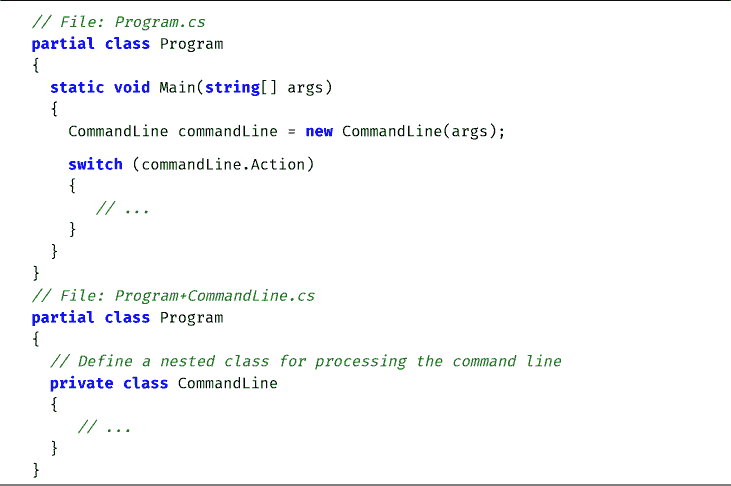 // File: Program.cs
partial class Program
{
  static void Main(string[] args)
  {
    CommandLine commandLine = new CommandLine(args);
    switch (commandLine.Action)
    {
       // ...
    }
  }
}
// File: Program+CommandLine.cs
partial class Program
{
  // Define a nested class for processing the command line
  private class CommandLine
  {
     // ...
  }
}